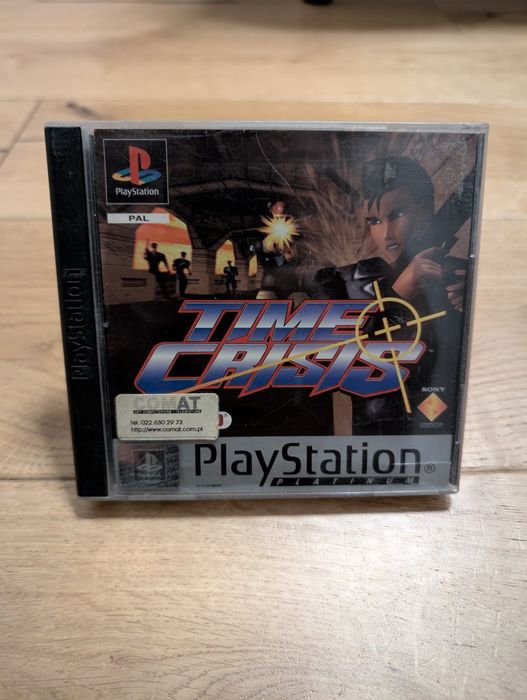 PlayStation
PAL
PlayStation
TIME
CRISIS
SONY
COMAT
tel. 022 630 29 73
http://www.comat.com.pl
PlayStation
PLATINUM